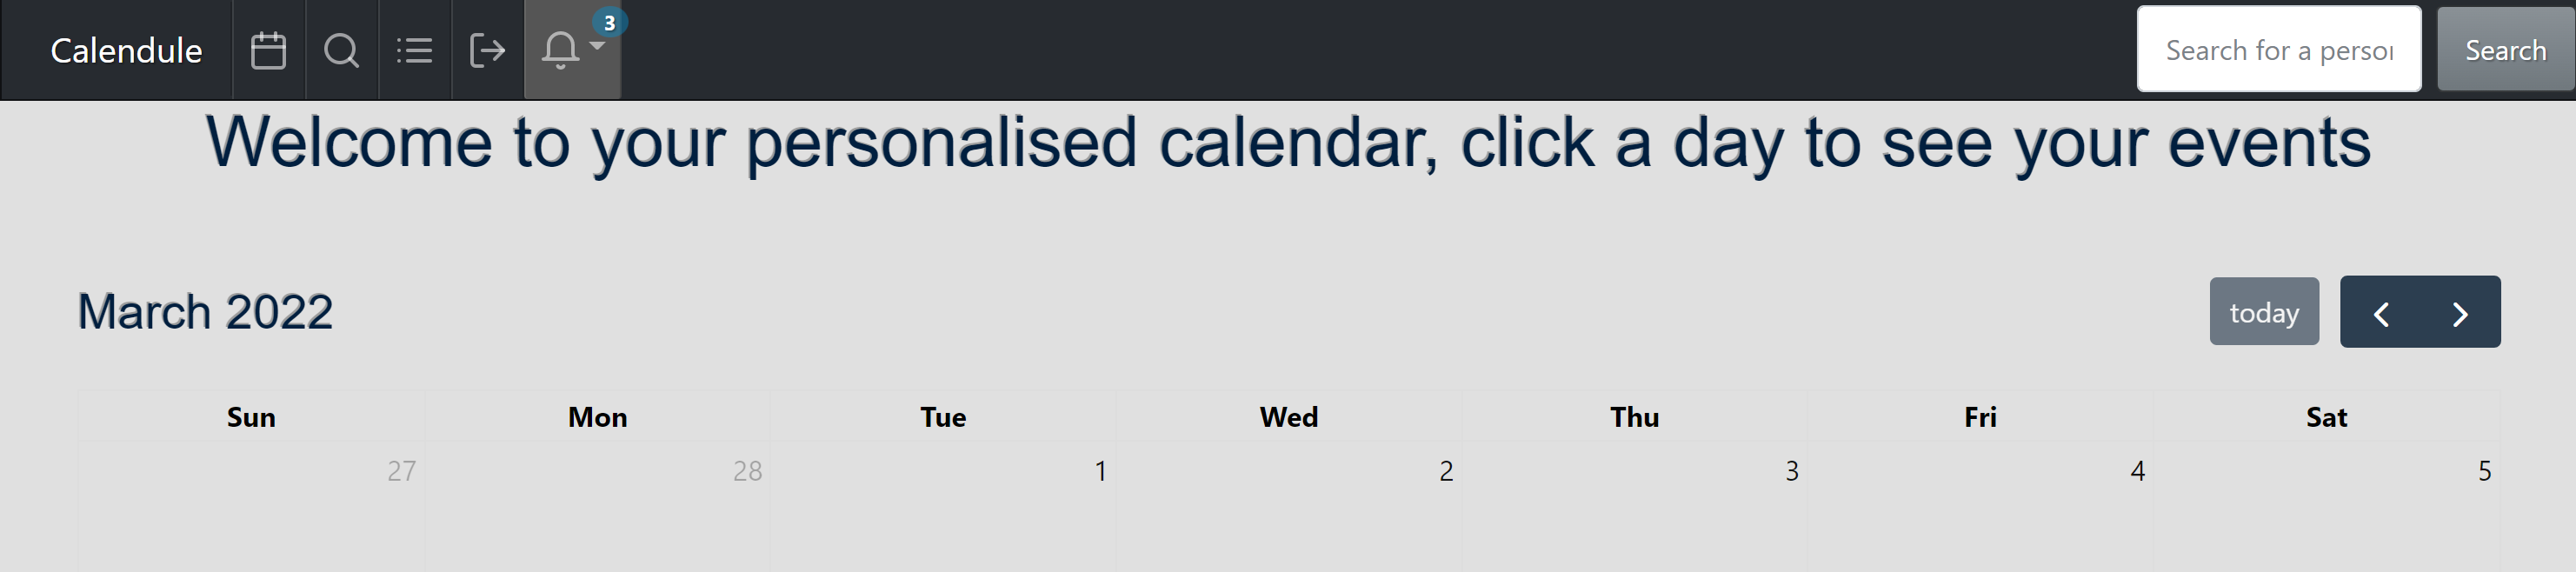 Calendule
3
Search for a perso
Search
Welcome to your personalised calendar, click a day to see your events
March 2022
today
Sun Mon Tue Wed Thu Fri Sat
27 28 1 2 3 4 5